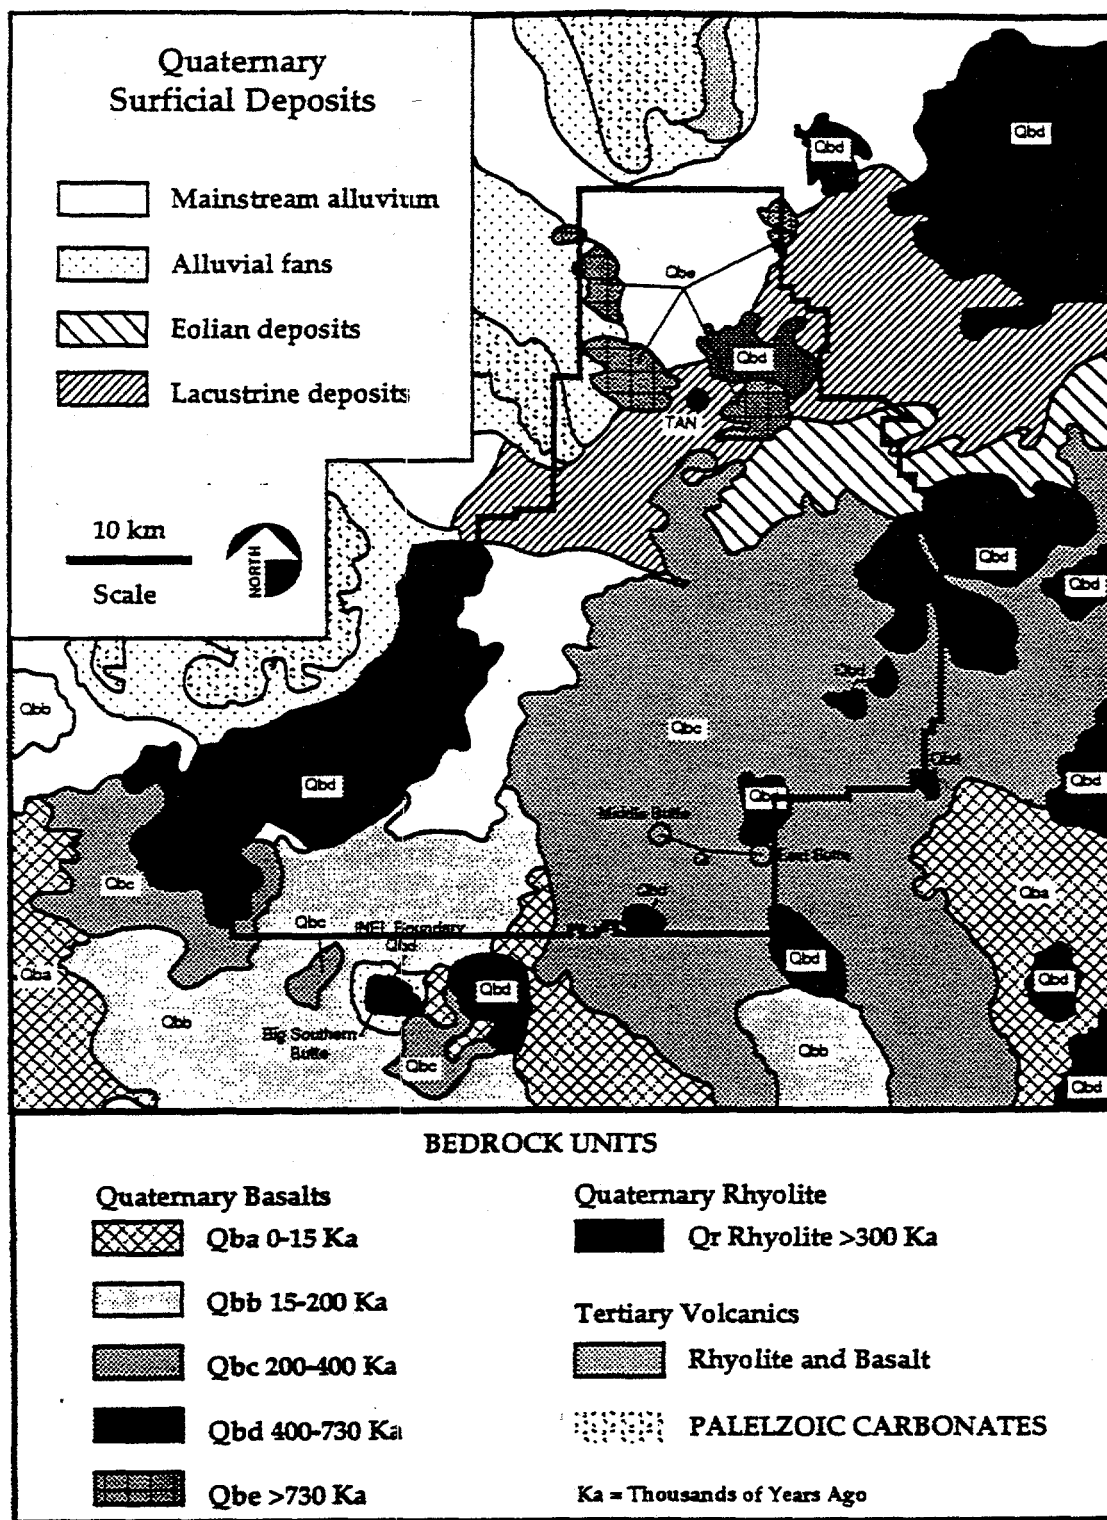 Quaternary
Surficial Deposits
Mainstream alluvium
Alluvial fans
Eolian deposits
Lacustrine deposits
10 km
Scale
NORTH
Qbd
Qbd
Qbe
Qbd
TAN
Qbd
Qbd
Qbd
Qbb
Qbc
Qbd
Qbd
Qbd
Middle Butte
East Butte
Qbc
Qbd
Qba
Qbc
INEL Boundary
Qbd
Qbd
Qbd
Qbd
Qba
Qbb
Big Southern
Butte
Qbc
Qbb
Qbd
BEDROCK UNITS
Quaternary Basalts
Qba 0-15 Ka
Qbb 15-200 Ka
Qbc 200-400 Ka
Qbd 400-730 Ka
Qbe >730 Ka
Quaternary Rhyolite
Qr Rhyolite >300 Ka
Tertiary Volcanics
Rhyolite and Basalt
PALELZOIC CARBONATES
Ka = Thousands of Years Ago